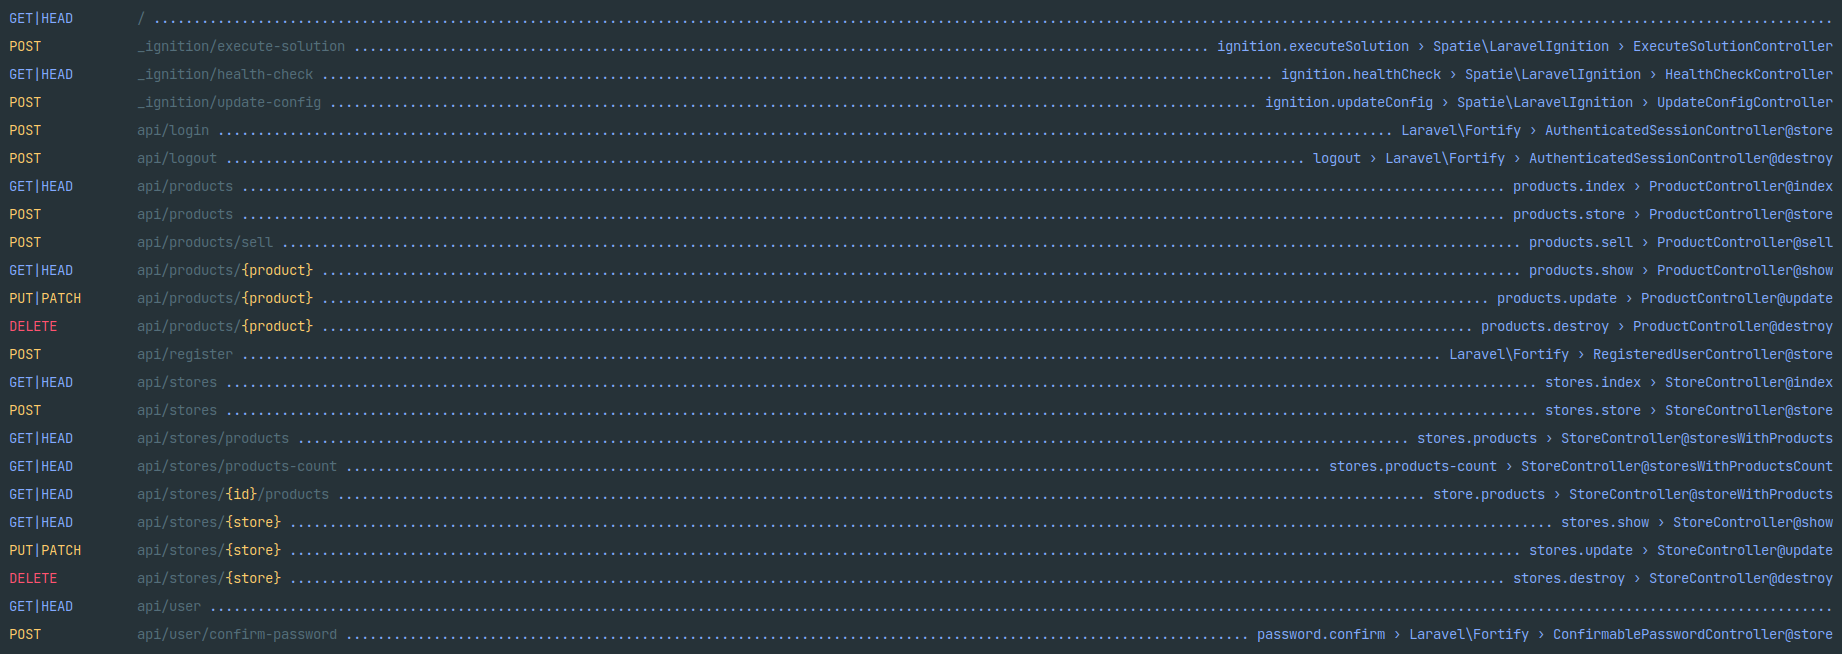 GET|HEAD / ..................................................................................................................................................................................................................
POST _ignition/execute-solution ........................................................................................................... ignition.executeSolution › Spatie\LaravelIgnition › ExecuteSolutionController
GET|HEAD _ignition/health-check ....................................................................................................................... ignition.healthCheck › Spatie\LaravelIgnition › HealthCheckController
POST _ignition/update-config .................................................................................................................... ignition.updateConfig › Spatie\LaravelIgnition › UpdateConfigController
POST api/login ................................................................................................................................................... Laravel\Fortify › AuthenticatedSessionController@store
POST api/logout ....................................................................................................................................... logout › Laravel\Fortify › AuthenticatedSessionController@destroy
GET|HEAD api/products .............................................................................................................................................................. products.index › ProductController@index
POST api/products .............................................................................................................................................................. products.store › ProductController@store
POST api/products/sell ........................................................................................................................................................... products.sell › ProductController@sell
GET|HEAD api/products/{product} ...................................................................................................................................................... products.show › ProductController@show
PUT|PATCH api/products/{product} .................................................................................................................................................. products.update › ProductController@update
DELETE api/products/{product} ................................................................................................................................................ products.destroy › ProductController@destroy
POST api/register ...................................................................................................................................................... Laravel\Fortify › RegisteredUserController@store
GET|HEAD api/stores .................................................................................................................................................................... stores.index › StoreController@index
POST api/stores .................................................................................................................................................................... stores.store › StoreController@store
GET|HEAD api/stores/products ........................................................................................................................................... stores.products › StoreController@storesWithProducts
GET|HEAD api/stores/products-count .......................................................................................................................... stores.products-count › StoreController@storesWithProductsCount
GET|HEAD api/stores/{id}/products ........................................................................................................................................ store.products › StoreController@storeWithProducts
GET|HEAD api/stores/{store} .............................................................................................................................................................. stores.show › StoreController@show
PUT|PATCH api/stores/{store} .......................................................................................................................................................... stores.update › StoreController@update
DELETE api/stores/{store} ........................................................................................................................................................ stores.destroy › StoreController@destroy
GET|HEAD api/user ...........................................................................................................................................................................................................
POST api/user/confirm-password ................................................................................................................. password.confirm › Laravel\Fortify › ConfirmablePasswordController@store